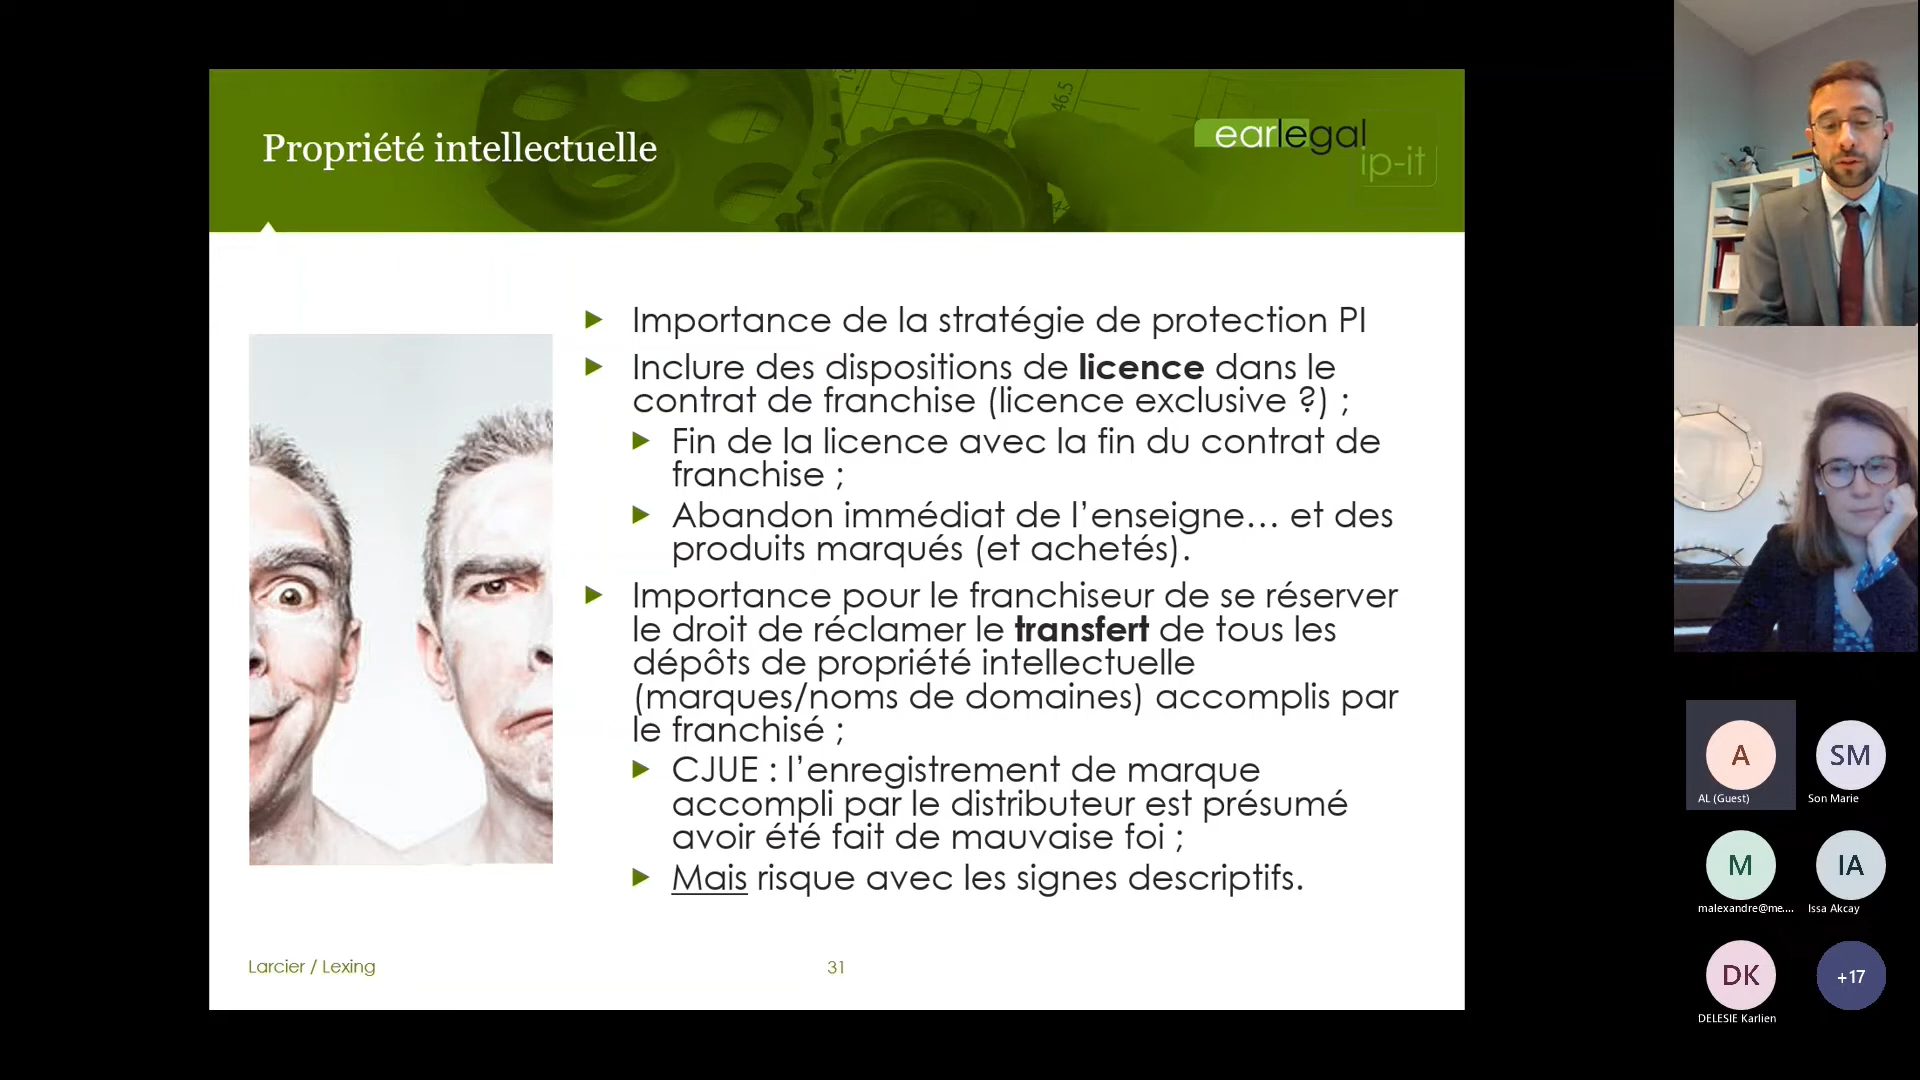 Propriété intellectuelle
earlegal
ip-it
46.5
Importance de la stratégie de protection PI
Inclure des dispositions de licence dans le
contrat de franchise (licence exclusive ?) ;
Fin de la licence avec la fin du contrat de
franchise ;
Abandon immédiat de l’enseigne… et des
produits marqués (et achetés).
Importance pour le franchiseur de se réserver
le droit de réclamer le transfert de tous les
dépôts de propriété intellectuelle
(marques/noms de domaines) accomplis par
le franchisé ;
CJUE : l’enregistrement de marque
accompli par le distributeur est présumé
avoir été fait de mauvaise foi ;
Mais risque avec les signes descriptifs.
Larcier / Lexing
31
A
AL (Guest)
SM
Son Marie
M
malexandre@me....
IA
Issa Akcay
DK
DELESIE Karlien
+17